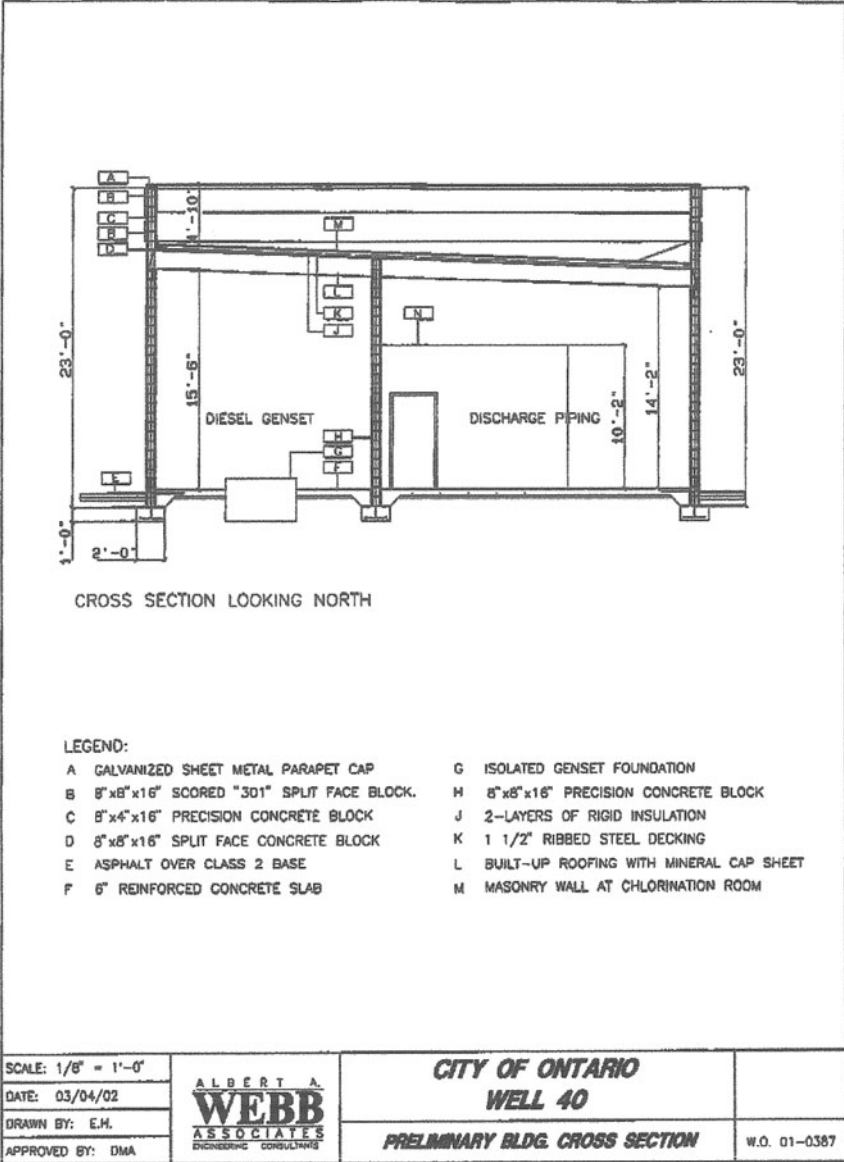 A
B
C
B
D
4'-10"
M
L
K
J
N
23'-0"
15'-6"
DIESEL GENSET
DISCHARGE PIPING
10'-2"
14'-2"
23'-0"
H
G
F
E
1'-0"
2'-0"
CROSS SECTION LOOKING NORTH
LEGEND:
A GALVANIZED SHEET METAL PARAPET CAP
B 8"x8"x16" SCORED "301" SPLIT FACE BLOCK.
C 8"x4"x16" PRECISION CONCRETE BLOCK
D 8"x8"x16" SPLIT FACE CONCRETE BLOCK
E ASPHALT OVER CLASS 2 BASE
F 6" REINFORCED CONCRETE SLAB
G ISOLATED GENSET FOUNDATION
H 8"x8"x16" PRECISION CONCRETE BLOCK
J 2-LAYERS OF RIGID INSULATION
K 1 1/2" RIBBED STEEL DECKING
L BUILT-UP ROOFING WITH MINERAL CAP SHEET
M MASONRY WALL AT CHLORINATION ROOM
SCALE: 1/8" = 1'-0"
DATE: 03/04/02
DRAWN BY: E.H.
APPROVED BY: DMA
ALBERT A.
WEBB
ASSOCIATES
ENGINEERING CONSULTANTS
CITY OF ONTARIO
WELL 40
PRELIMINARY BLDG. CROSS SECTION
W.O. 01-0387